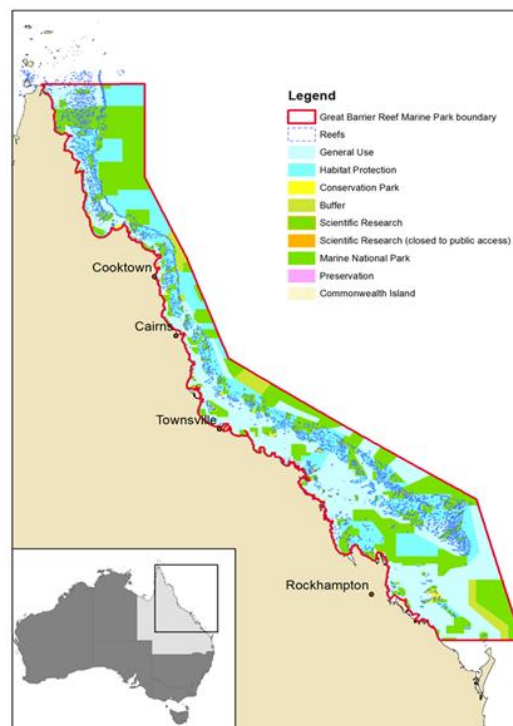 Legend
Great Barrier Reef Marine Park boundary
Reefs
General Use
Habitat Protection
Conservation Park
Buffer
Scientific Research
Scientific Research (closed to public access)
Marine National Park
Preservation
Commonwealth Island
Cooktown
Cairns
Townsville
Rockhampton